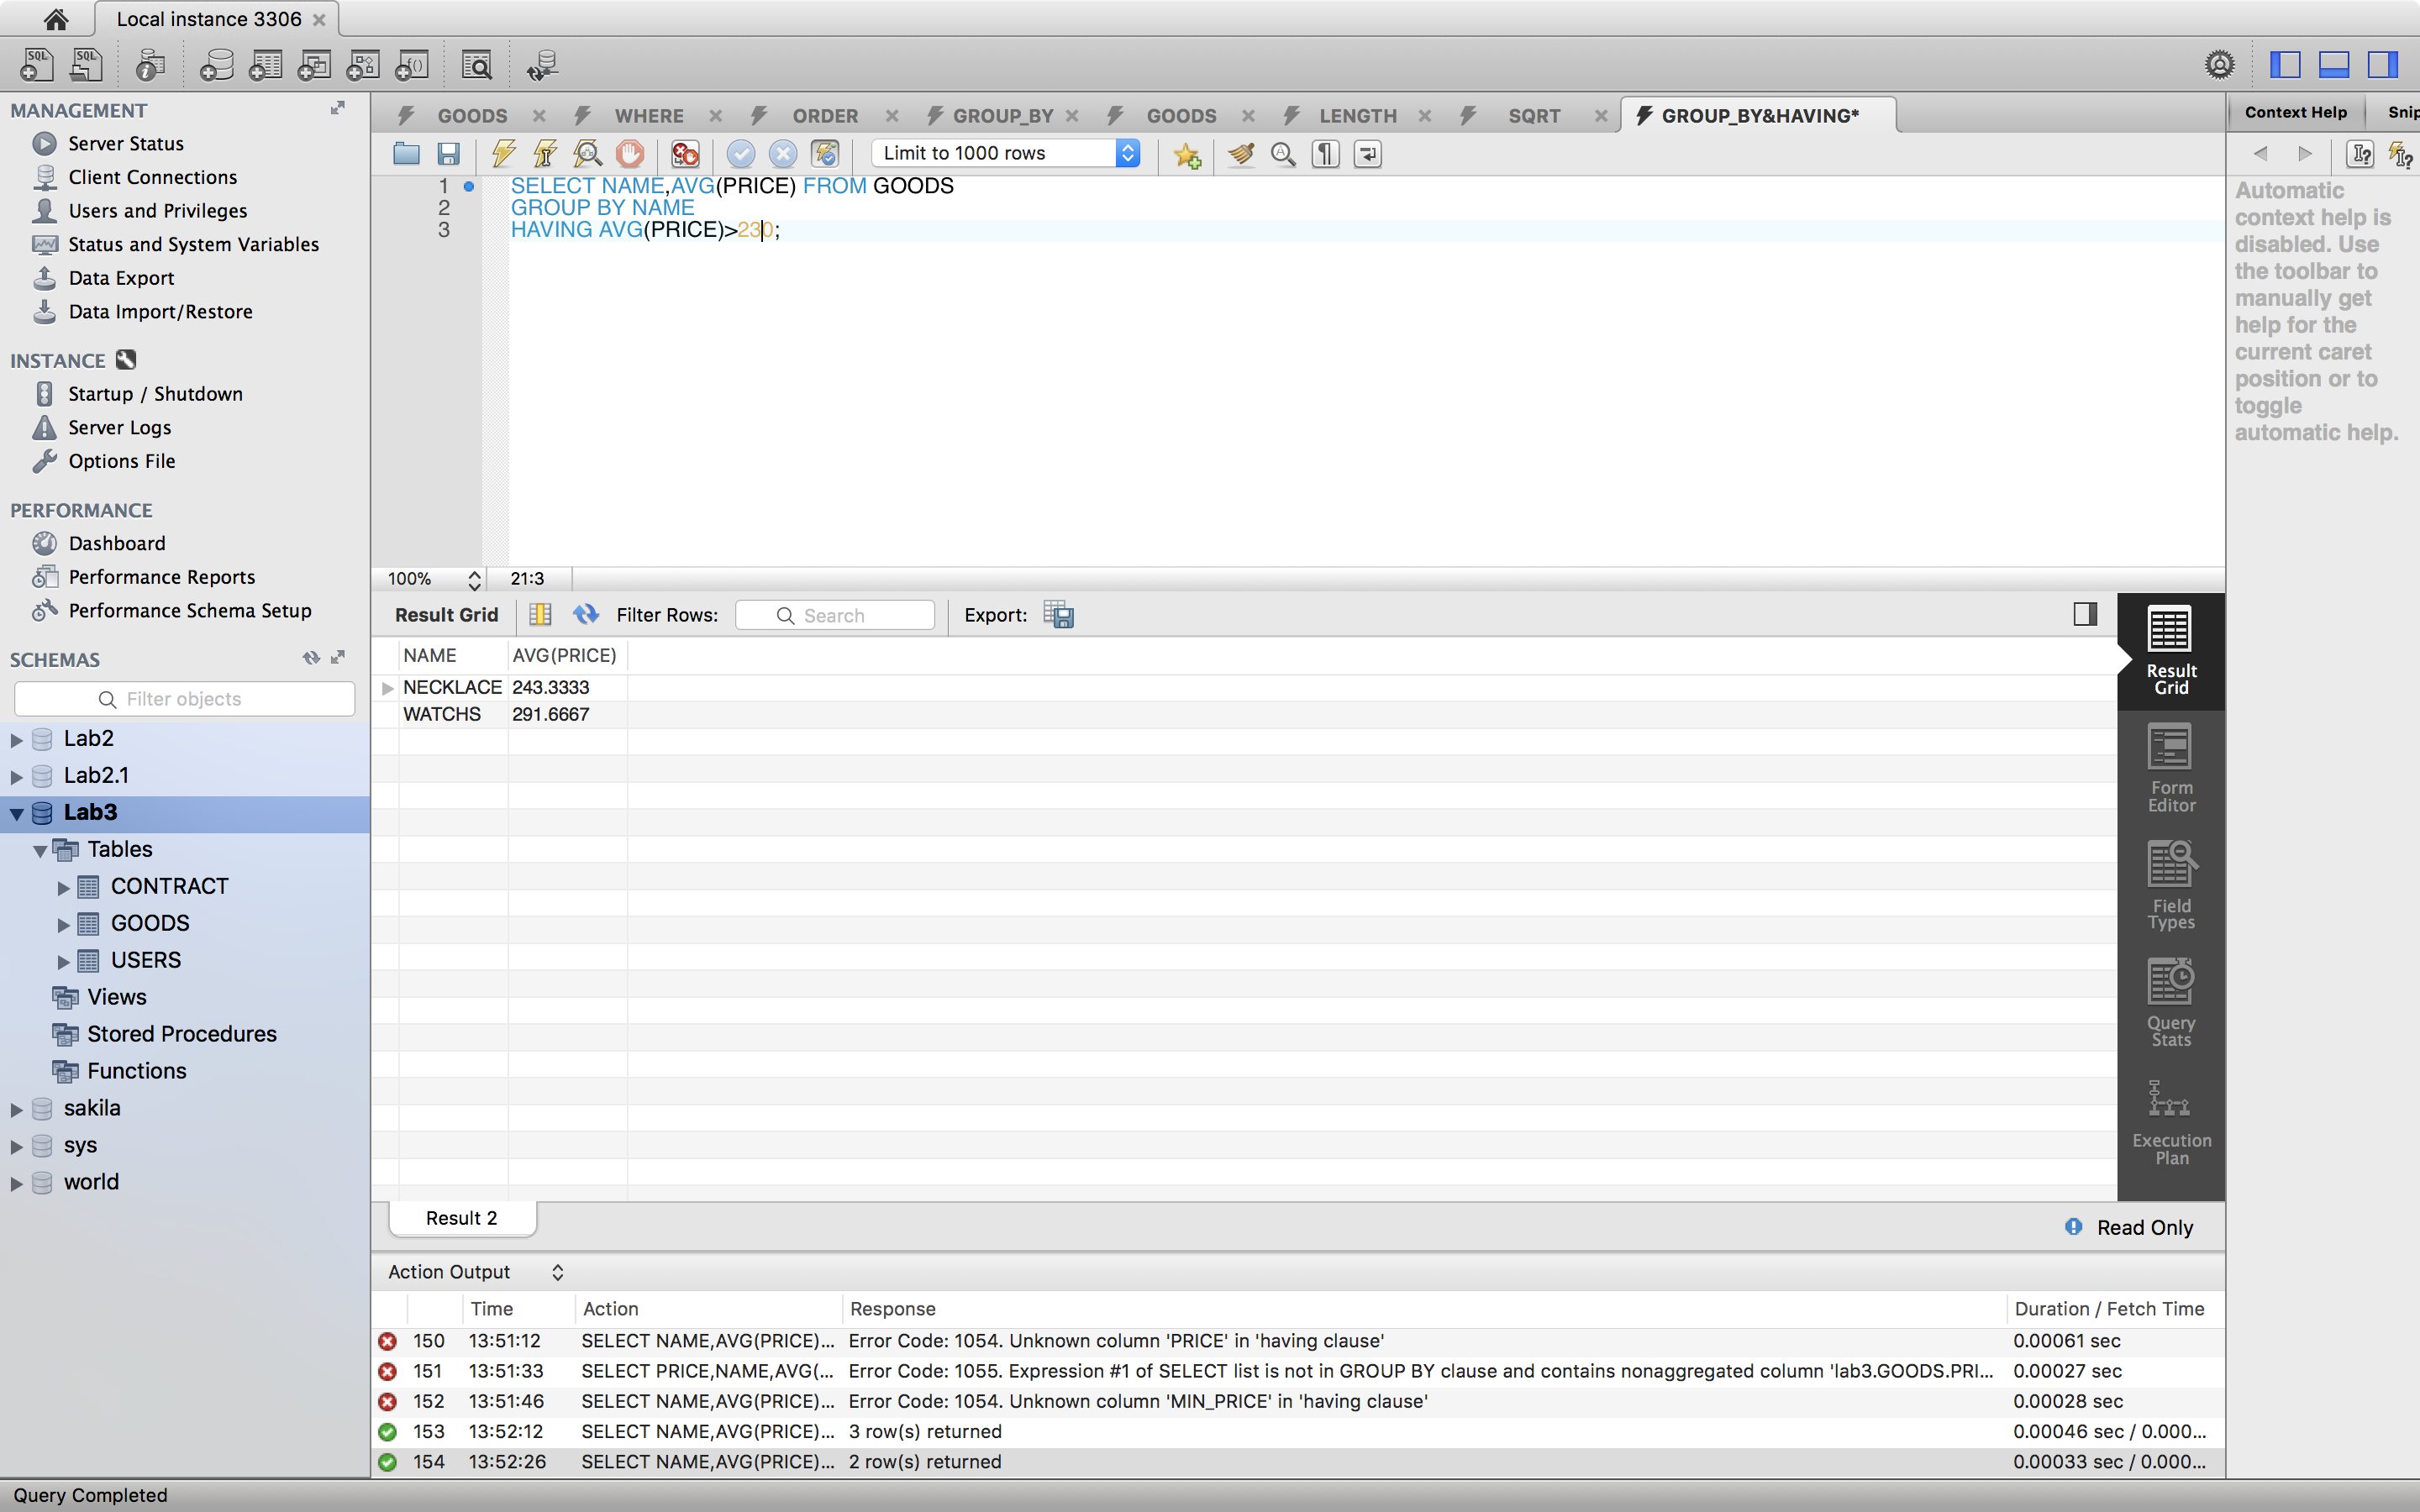 Local instance 3306
MANAGEMENT
Server Status
Client Connections
Users and Privileges
Status and System Variables
Data Export
Data Import/Restore
INSTANCE
Startup / Shutdown
Server Logs
Options File
PERFORMANCE
Dashboard
Performance Reports
Performance Schema Setup
SCHEMAS
Filter objects
Lab2
Lab2.1
Lab3
Tables
CONTRACT
GOODS
USERS
Views
Stored Procedures
Functions
sakila
sys
world
GOODS WHERE ORDER GROUP_BY GOODS LENGTH SQRT GROUP_BY&HAVING*
Limit to 1000 rows
1 SELECT NAME,AVG(PRICE) FROM GOODS
2 GROUP BY NAME
3 HAVING AVG(PRICE)>230;
100% 21:3
Result Grid Filter Rows: Search Export:
NAME AVG(PRICE)
NECKLACE 243.3333
WATCHS 291.6667
Result
Grid
Form
Editor
Field
Types
Query
Stats
Execution
Plan
Result 2
Read Only
Action Output
Time Action Response Duration / Fetch Time
150 13:51:12 SELECT NAME,AVG(PRICE)... Error Code: 1054. Unknown column 'PRICE' in 'having clause' 0.00061 sec
151 13:51:33 SELECT PRICE,NAME,AVG(... Error Code: 1055. Expression #1 of SELECT list is not in GROUP BY clause and contains nonaggregated column 'lab3.GOODS.PRI... 0.00027 sec
152 13:51:46 SELECT NAME,AVG(PRICE)... Error Code: 1054. Unknown column 'MIN_PRICE' in 'having clause' 0.00028 sec
153 13:52:12 SELECT NAME,AVG(PRICE)... 3 row(s) returned 0.00046 sec / 0.000...
154 13:52:26 SELECT NAME,AVG(PRICE)... 2 row(s) returned 0.00033 sec / 0.000...
Context Help Snip
Automatic
context help is
disabled. Use
the toolbar to
manually get
help for the
current caret
position or to
toggle
automatic help.
Query Completed